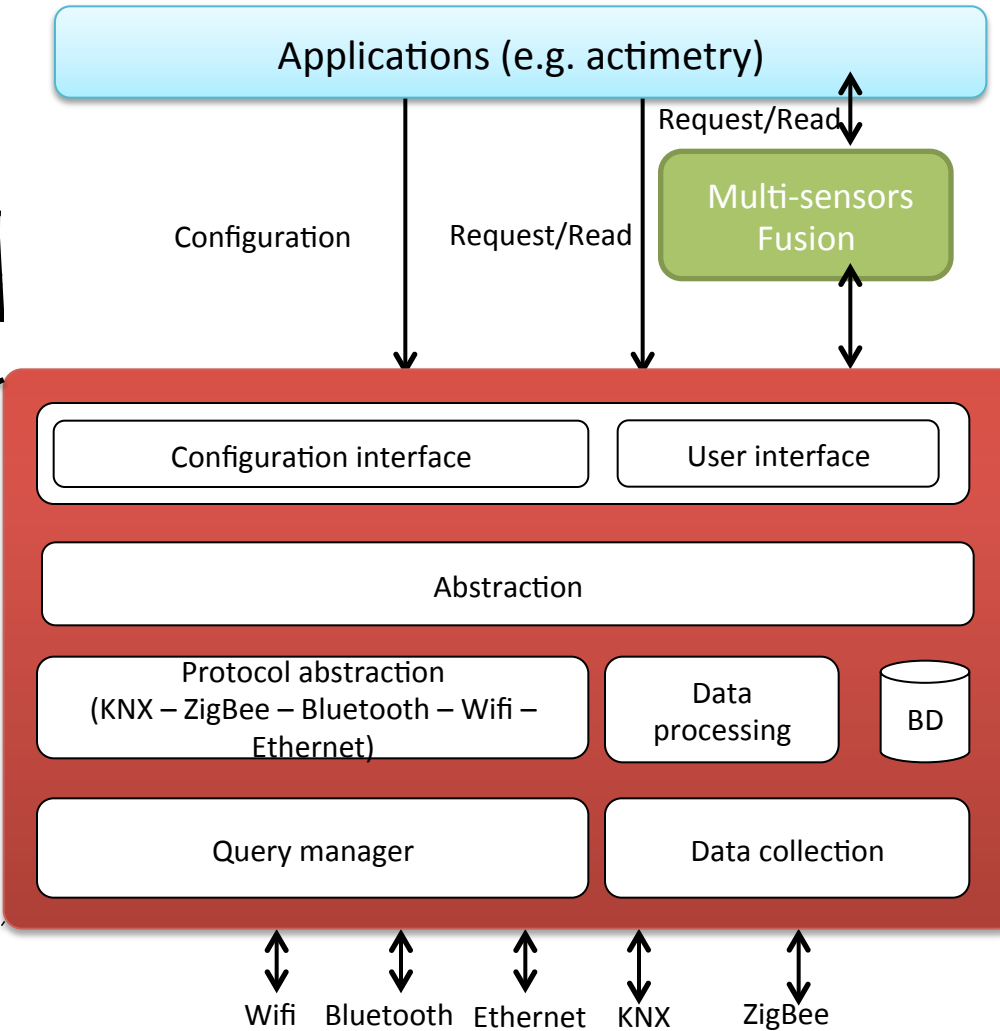 Applications (e.g. actimetry)
Request/Read
Multi-sensors
Fusion
Configuration
Request/Read
Configuration interface
User interface
Abstraction
Protocol abstraction
(KNX – ZigBee – Bluetooth – Wifi –
Ethernet)
Data
processing
BD
Query manager
Data collection
Wifi
Bluetooth
Ethernet
KNX
ZigBee